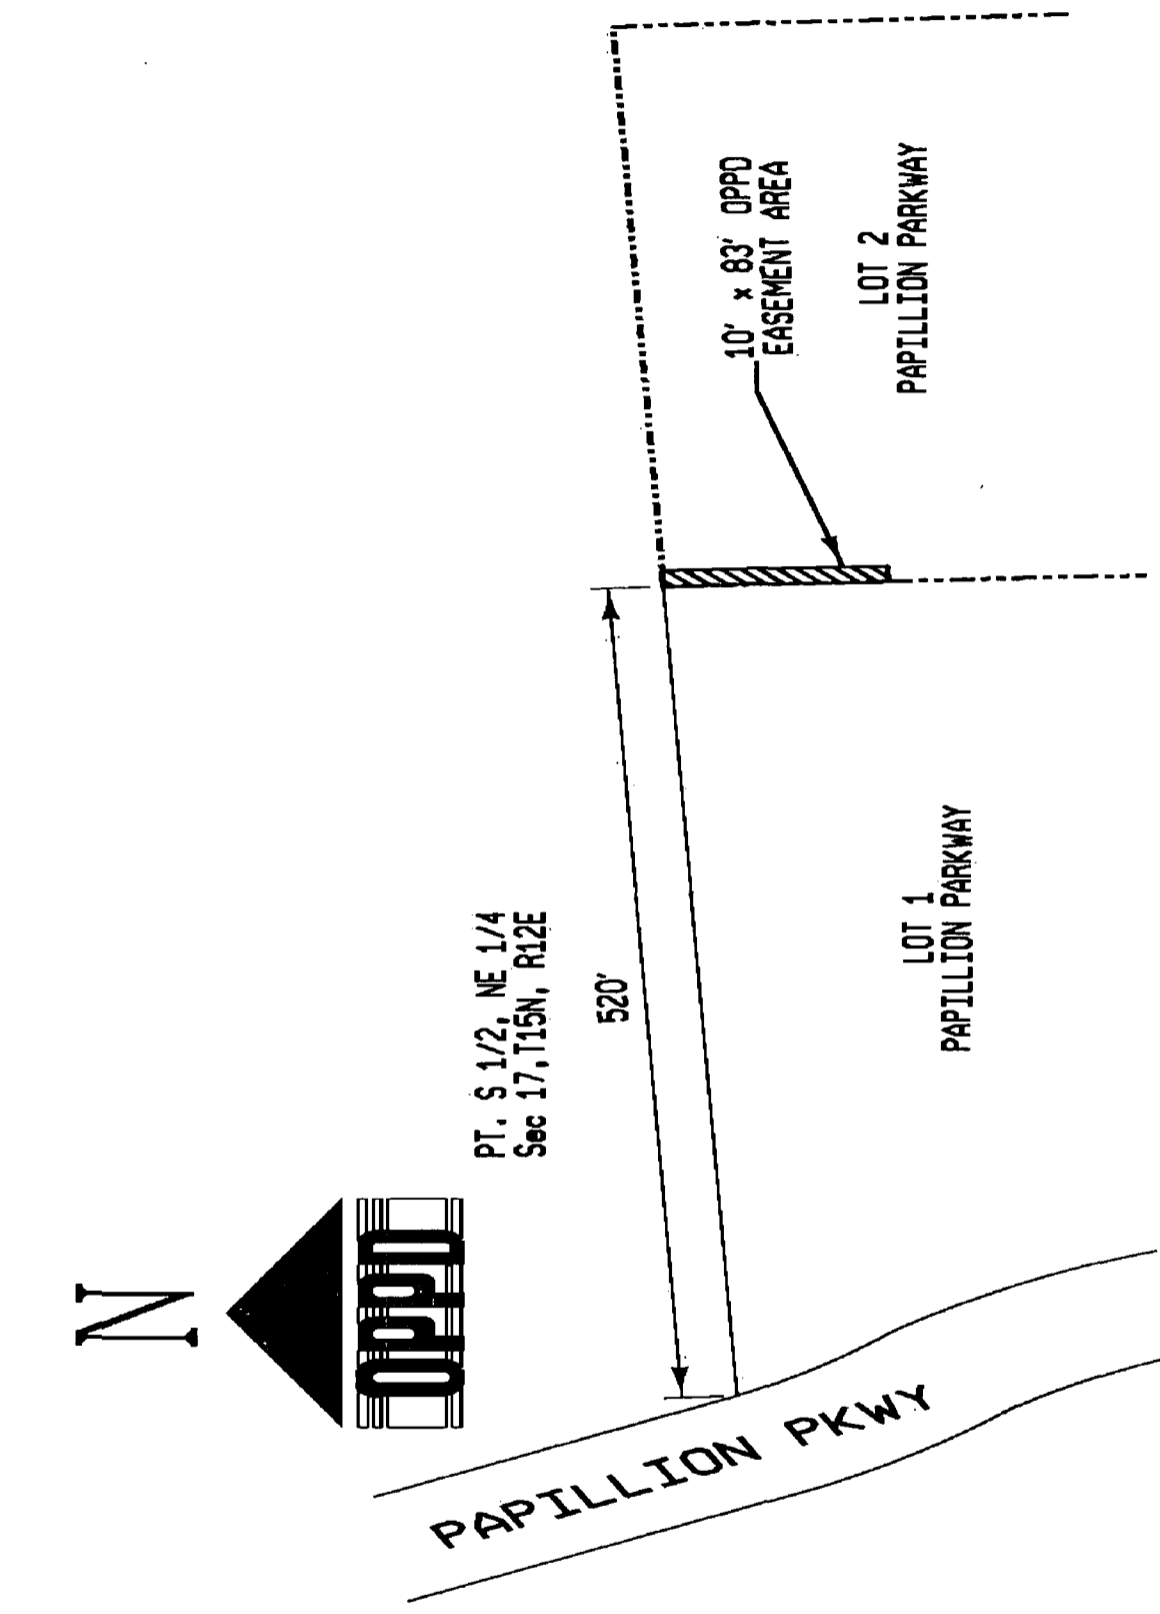 N
OPPD
PT. S 1/2, NE 1/4
Sec 17,T15N, R12E
520'
10' x 83' OPPD
EASEMENT AREA
LOT 2
PAPILLION PARKWAY
LOT 1
PAPILLION PARKWAY
PAPILLION PKWY